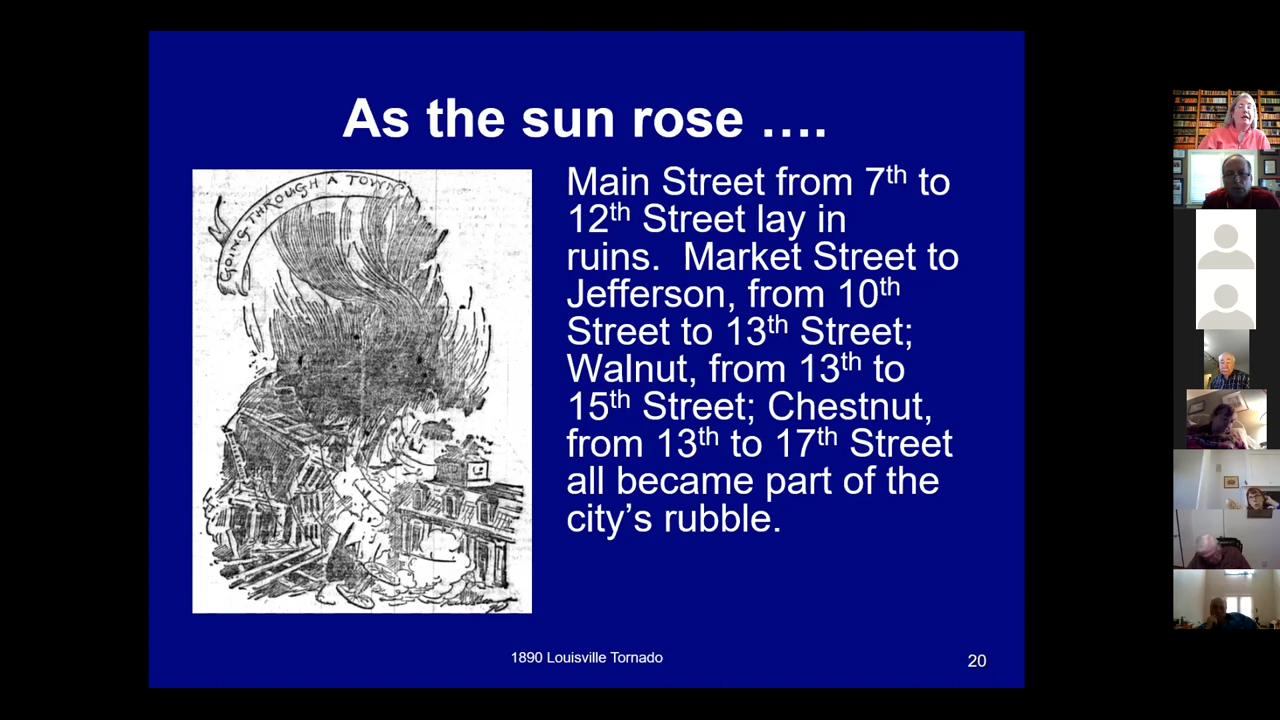 As the sun rose ….
GOING THROUGH A TOWN
Main Street from 7th to
12th Street lay in
ruins.  Market Street to
Jefferson, from 10th
Street to 13th Street;
Walnut, from 13th to
15th Street; Chestnut,
from 13th to 17th Street
all became part of the
city’s rubble.
1890 Louisville Tornado
20